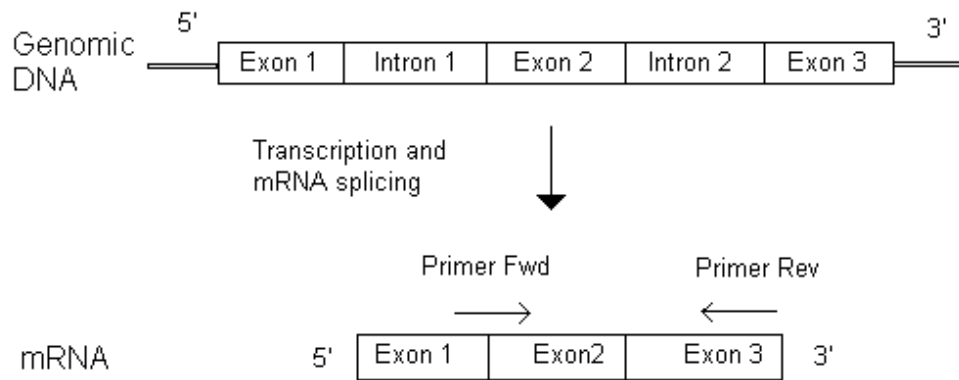 5'
3'
Genomic
DNA
Exon 1 Intron 1 Exon 2 Intron 2 Exon 3
Transcription and
mRNA splicing
Primer Fwd Primer Rev
mRNA 5' Exon 1 Exon2 Exon 3 3'